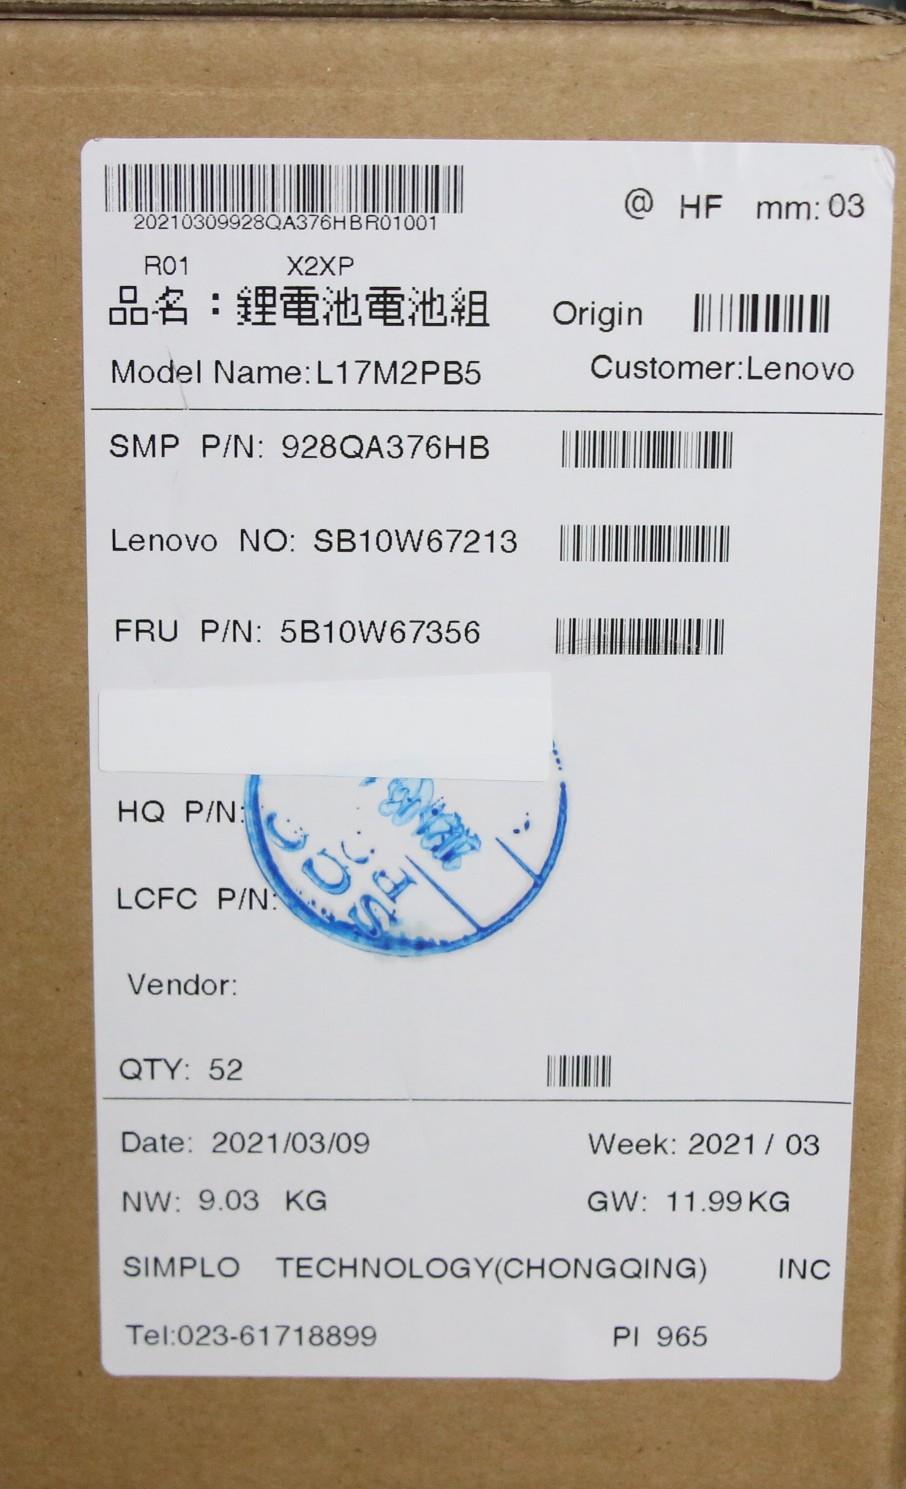 20210309928QA376HBR01001
@ HF mm: 03
R01 X2XP
品名：鋰電池電池組 Origin
Model Name:L17M2PB5 Customer:Lenovo
SMP P/N: 928QA376HB
Lenovo NO: SB10W67213
FRU P/N: 5B10W67356
HQ P/N:
LCFC P/N:
Vendor:
QTY: 52
Date: 2021/03/09 Week: 2021 / 03
NW: 9.03 KG GW: 11.99KG
SIMPLO TECHNOLOGY(CHONGQING) INC
Tel:023-61718899 PI 965